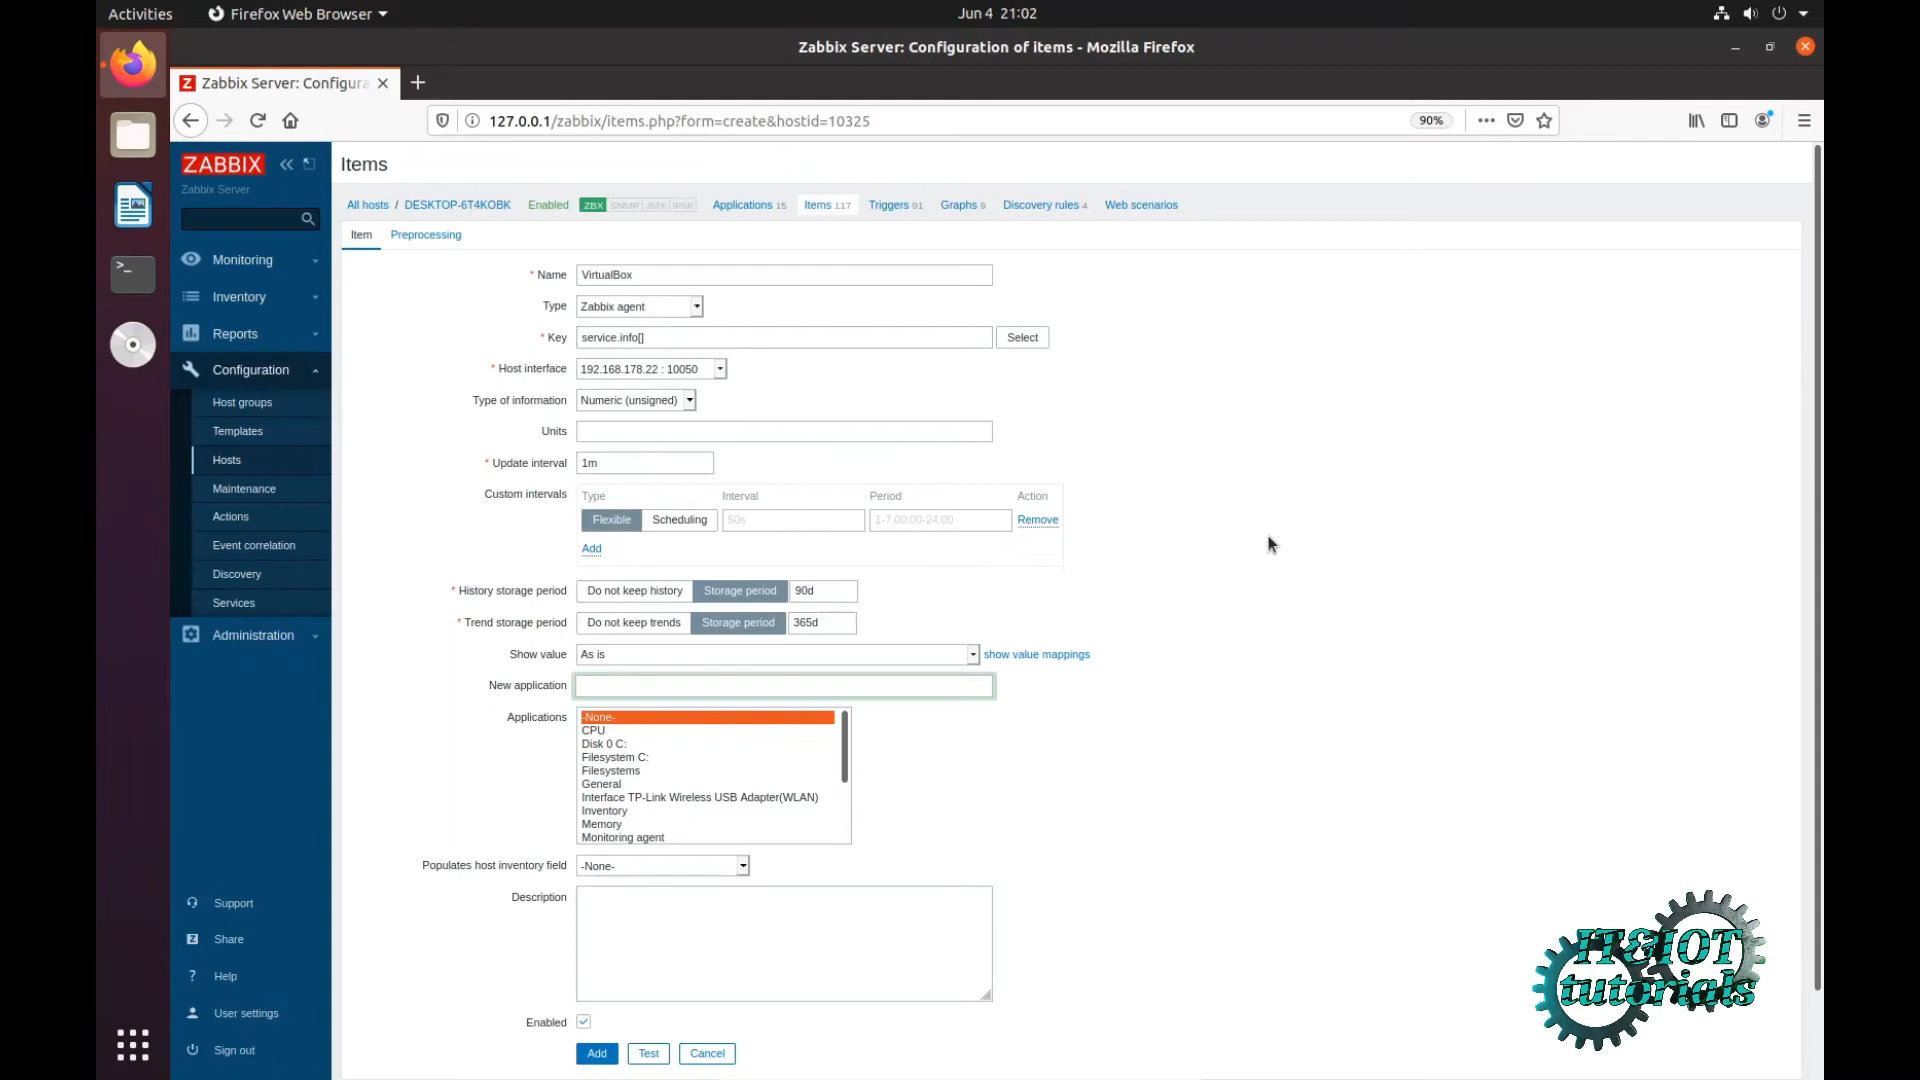 Activities
Firefox Web Browser
Jun 4 21:02
Zabbix Server: Configuration of items - Mozilla Firefox
Z Zabbix Server: Configura
127.0.0.1/zabbix/items.php?form=create&hostid=10325
90%
ZABBIX
Zabbix Server
Monitoring
Inventory
Reports
Configuration
Host groups
Templates
Hosts
Maintenance
Actions
Event correlation
Discovery
Services
Administration
Support
Z Share
? Help
User settings
Sign out
Items
All hosts / DESKTOP-6T4KOBK Enabled ZBX SNMP JMX IPMI Applications 15 Items 117 Triggers 91 Graphs 9 Discovery rules 4 Web scenarios
Item Preprocessing
* Name VirtualBox
Type Zabbix agent
* Key service.info[] Select
* Host interface 192.168.178.22 : 10050
Type of information Numeric (unsigned)
Units
* Update interval 1m
Custom intervals Type Interval Period Action
Flexible Scheduling 50s 1-7,00:00-24:00 Remove
Add
* History storage period Do not keep history Storage period 90d
* Trend storage period Do not keep trends Storage period 365d
Show value As is show value mappings
New application
Applications -None-
CPU
Disk 0 C:
Filesystem C:
Filesystems
General
Interface TP-Link Wireless USB Adapter(WLAN)
Inventory
Memory
Monitoring agent
Populates host inventory field -None-
Description
Enabled
Add Test Cancel
IT&IOT
tutorials